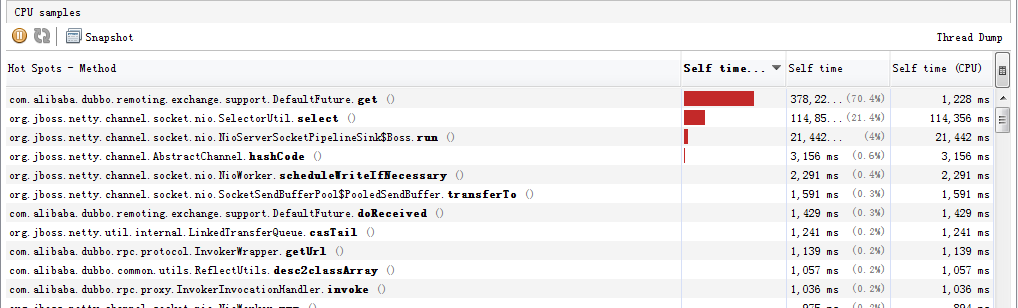 CPU samples
Snapshot Thread Dump
Hot Spots - Method Self time... Self time Self time (CPU)
com.alibaba.dubbo.remoting.exchange.support.DefaultFuture.get () 378,22... (70.4%) 1,228 ms
org.jboss.netty.channel.socket.nio.SelectorUtil.select () 114,85... (21.4%) 114,356 ms
org.jboss.netty.channel.socket.nio.NioServerSocketPipelineSink$Boss.run () 21,442... (4%) 21,442 ms
org.jboss.netty.channel.AbstractChannel.hashCode () 3,156 ms (0.6%) 3,156 ms
org.jboss.netty.channel.socket.nio.NioWorker.scheduleWriteIfNecessary () 2,291 ms (0.4%) 2,291 ms
org.jboss.netty.channel.socket.nio.SocketSendBufferPool$PooledSendBuffer.transferTo () 1,591 ms (0.3%) 1,591 ms
com.alibaba.dubbo.remoting.exchange.support.DefaultFuture.doReceived () 1,429 ms (0.3%) 1,429 ms
org.jboss.netty.util.internal.LinkedTransferQueue.casTail () 1,241 ms (0.2%) 1,241 ms
com.alibaba.dubbo.rpc.protocol.InvokerWrapper.getUrl () 1,139 ms (0.2%) 1,139 ms
com.alibaba.dubbo.common.utils.ReflectUtils.desc2classArray () 1,057 ms (0.2%) 1,057 ms
com.alibaba.dubbo.rpc.proxy.InvokerInvocationHandler.invoke () 1,036 ms (0.2%) 1,036 ms